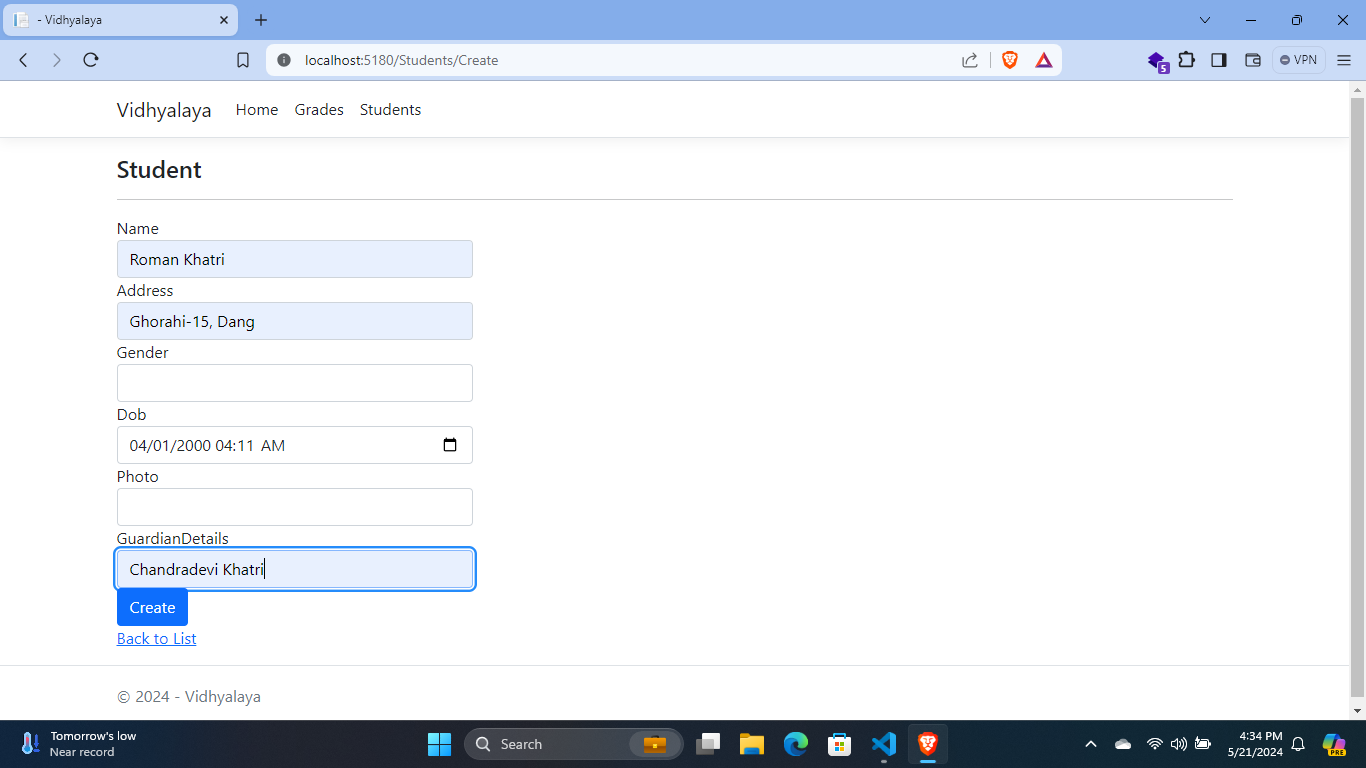 - Vidhyalaya
localhost:5180/Students/Create
5
VPN
Vidhyalaya Home Grades Students
Student
Name
Roman Khatri
Address
Ghorahi-15, Dang
Gender
Dob
04/01/2000 04:11 AM
Photo
GuardianDetails
Chandradevi Khatri
Create
Back to List
© 2024 - Vidhyalaya
Tomorrow's low
Near record
Search
4:34 PM
5/21/2024
PRE